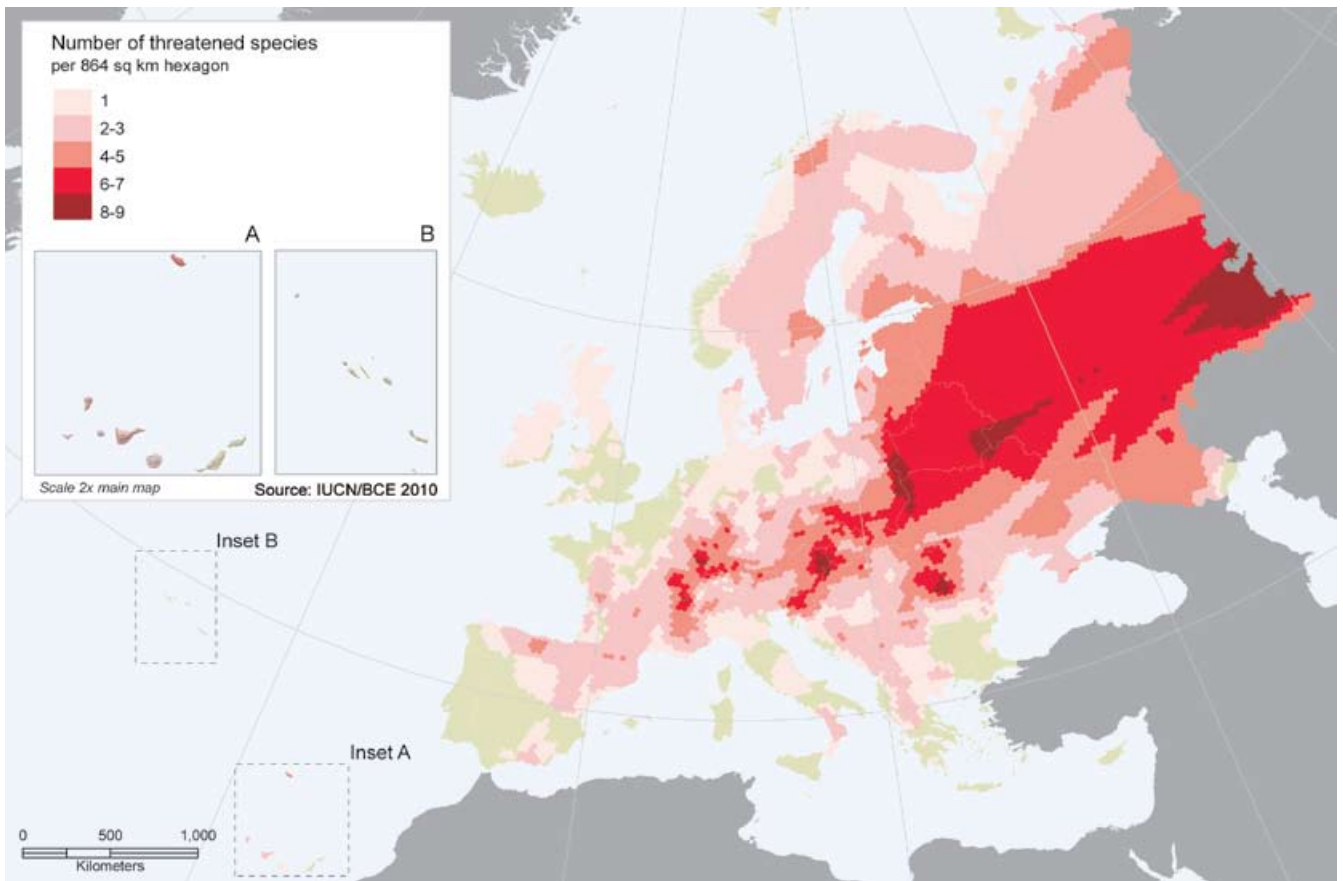 Number of threatened species
per 864 sq km hexagon
1
2-3
4-5
6-7
8-9
A
B
Scale 2x main map
Source: IUCN/BCE 2010
Inset B
Inset A
0 500 1,000
Kilometers